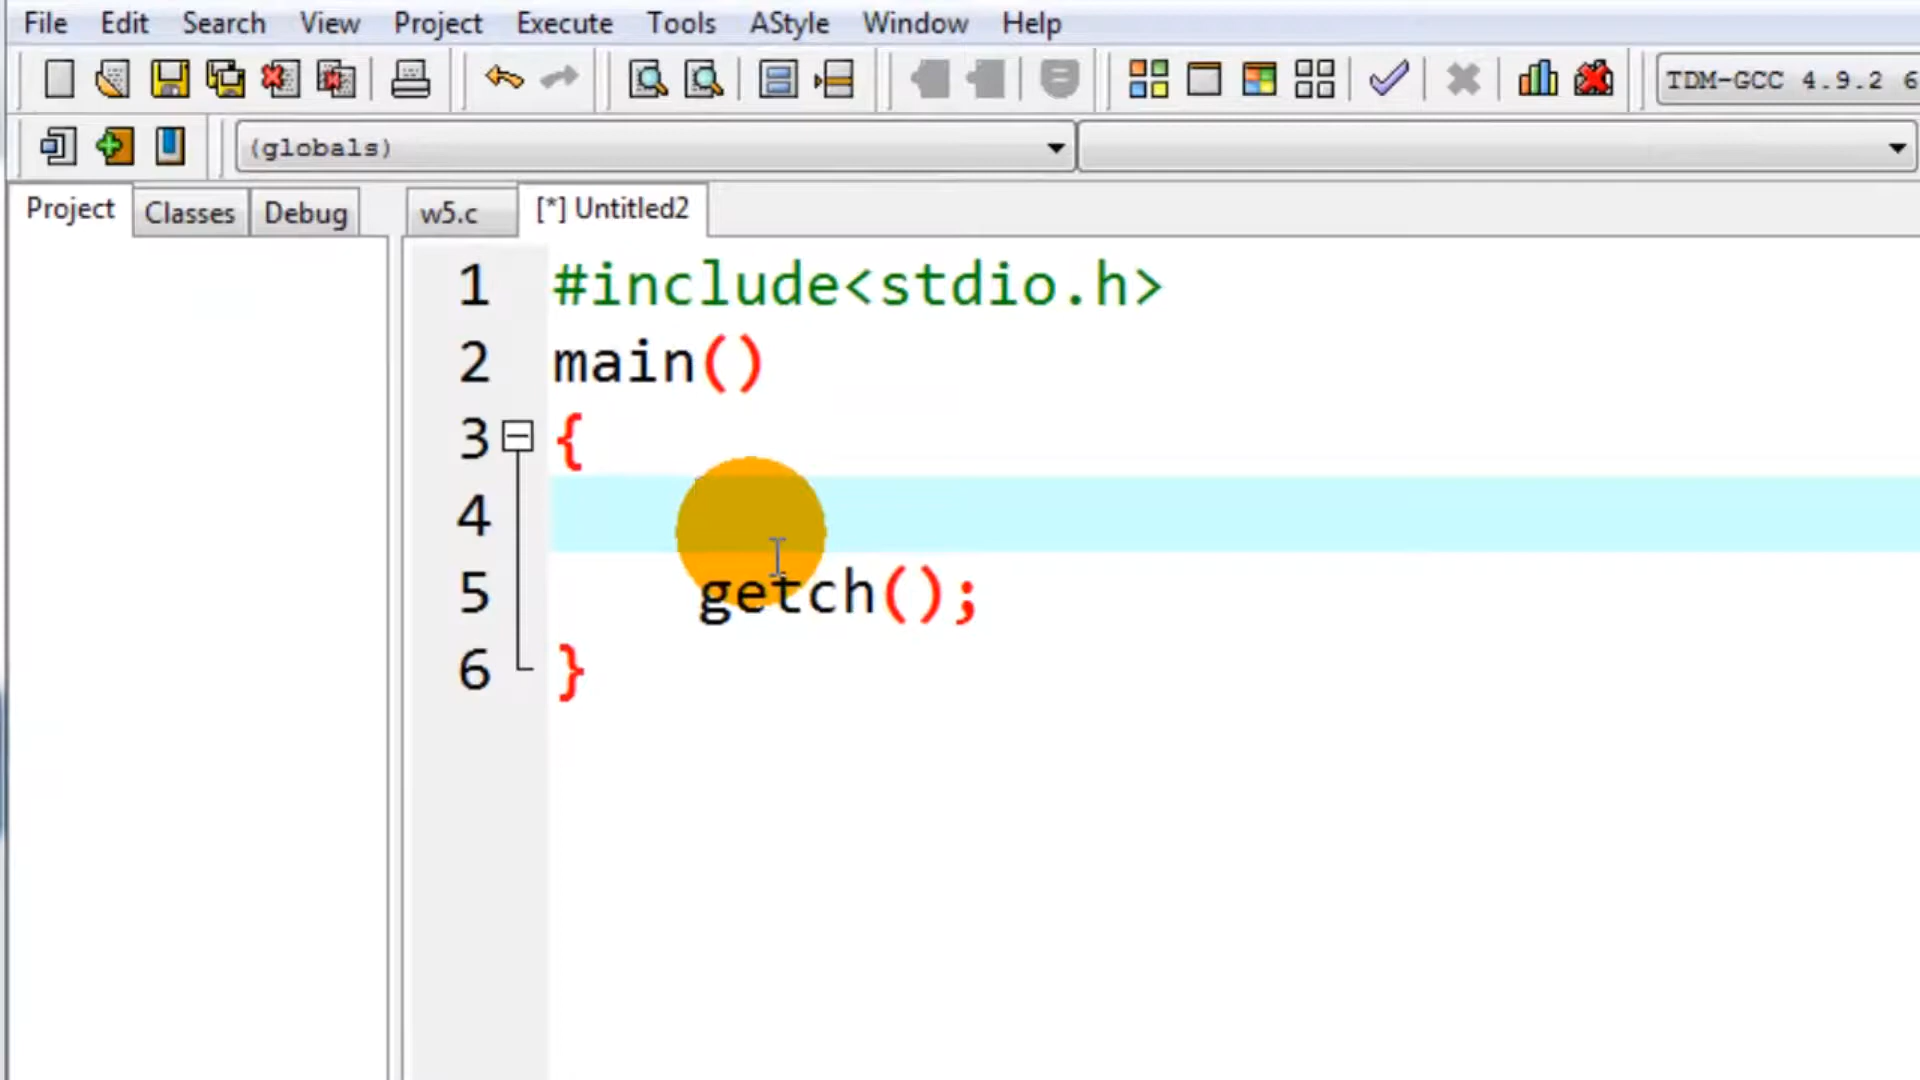 File Edit Search View Project Execute Tools AStyle Window Help
TDM-GCC 4.9.2 6
(globals)
Project Classes Debug w5.c [*] Untitled2
1 #include<stdio.h>
2 main()
3 {
4
5 getch();
6 }